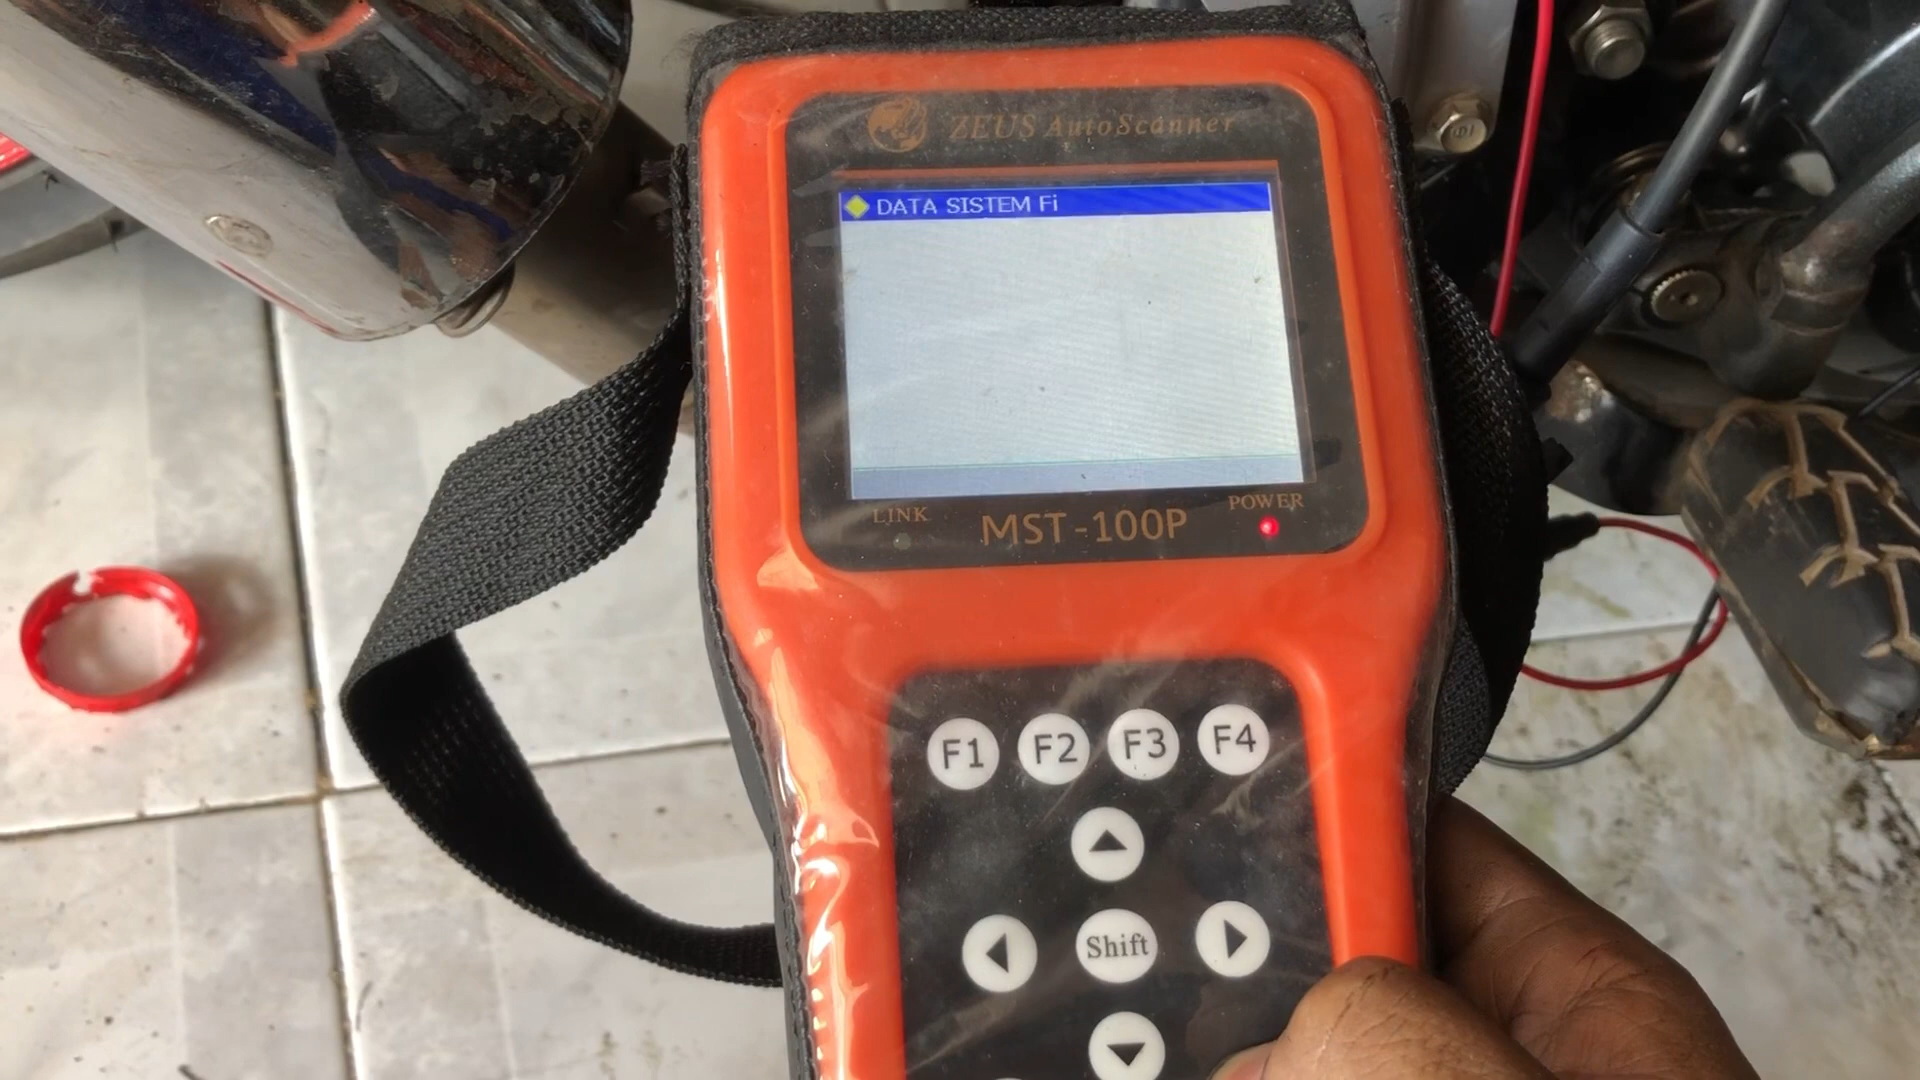 ZEUS AutoScanner
DATA SISTEM Fi
LINK
MST-100P
POWER
F1
F2
F3
F4
Shift